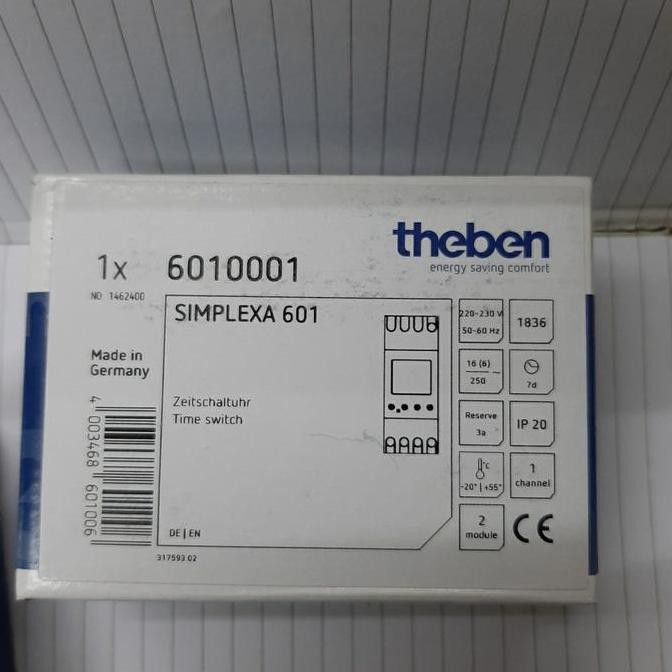 theben
energy saving comfort
1x 6010001
NO 1462400
SIMPLEXA 601
Made in
Germany
Zeitschaltuhr
Time switch
DE | EN
317593 02
4 003468 601006
220-230 V
50-60 Hz
1836
16 (6)
250 ~
7d
Reserve
3a
IP 20
°C
-20° | +55°
1
channel
2
module
CE